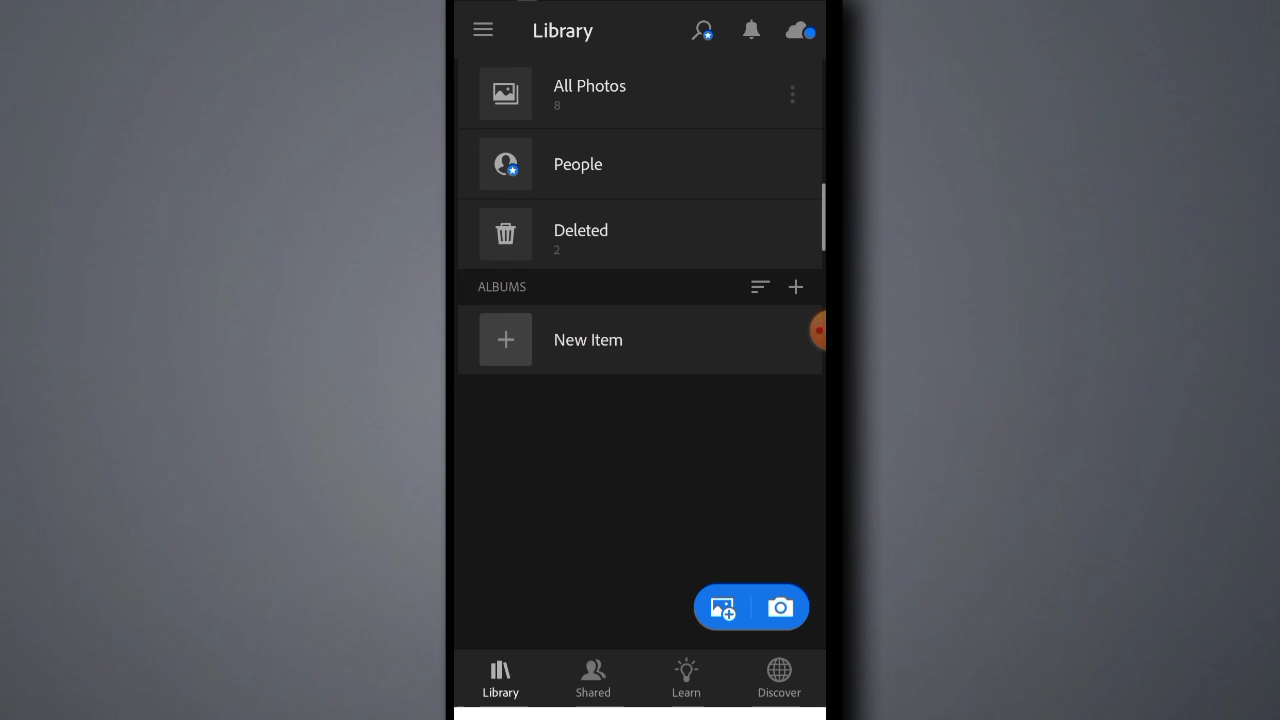 Library
All Photos
8
People
Deleted
2
ALBUMS
New Item
Library
Shared
Learn
Discover